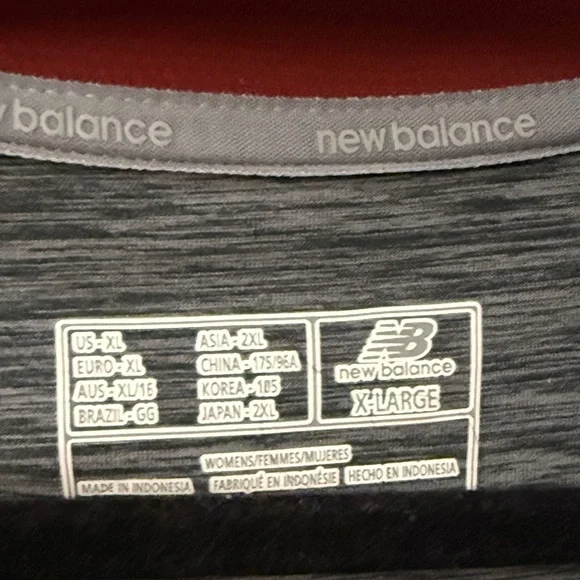 balance
new balance
US - XL
EURO - XL
AUS - XL/16
BRAZIL - GG
ASIA - 2XL
CHINA - 175/96A
KOREA - 105
JAPAN - 2XL
NB
new balance
X-LARGE
WOMENS/FEMMES/MUJERES
MADE IN INDONESIA
FABRIQUÉ EN INDONÉSIE
HECHO EN INDONESIA